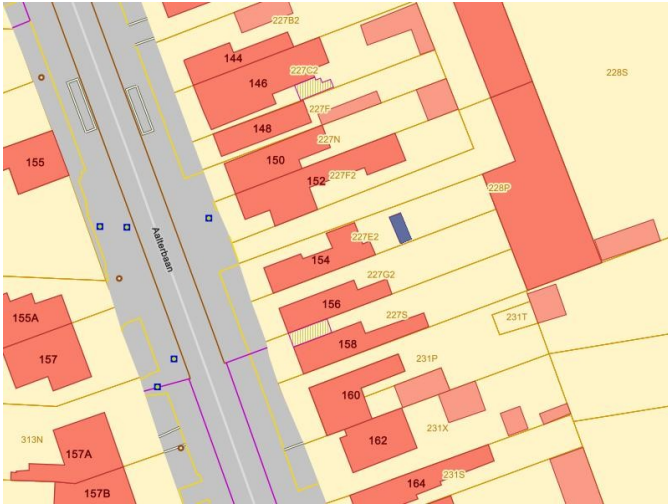 227B2
144
227C2
146
228S
227F
148
227N
155
150
152
227F2
228P
227E2
Aalterbaan
154
227G2
156
155A
227S
231T
158
157
231P
160
231X
313N
162
157A
231S
164
157B